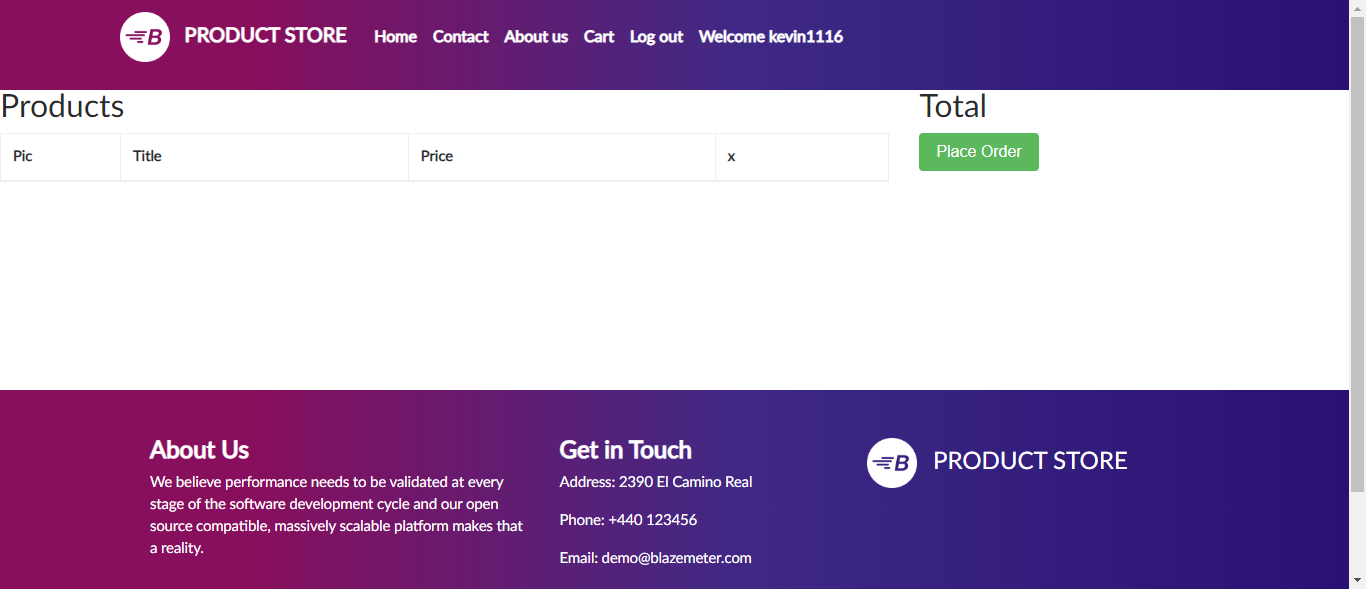 B PRODUCT STORE Home Contact About us Cart Log out Welcome kevin1116
Products
Total
Pic Title Price x
Place Order
About Us
We believe performance needs to be validated at every
stage of the software development cycle and our open
source compatible, massively scalable platform makes that
a reality.
Get in Touch
Address: 2390 El Camino Real
Phone: +440 123456
Email: demo@blazemeter.com
B PRODUCT STORE